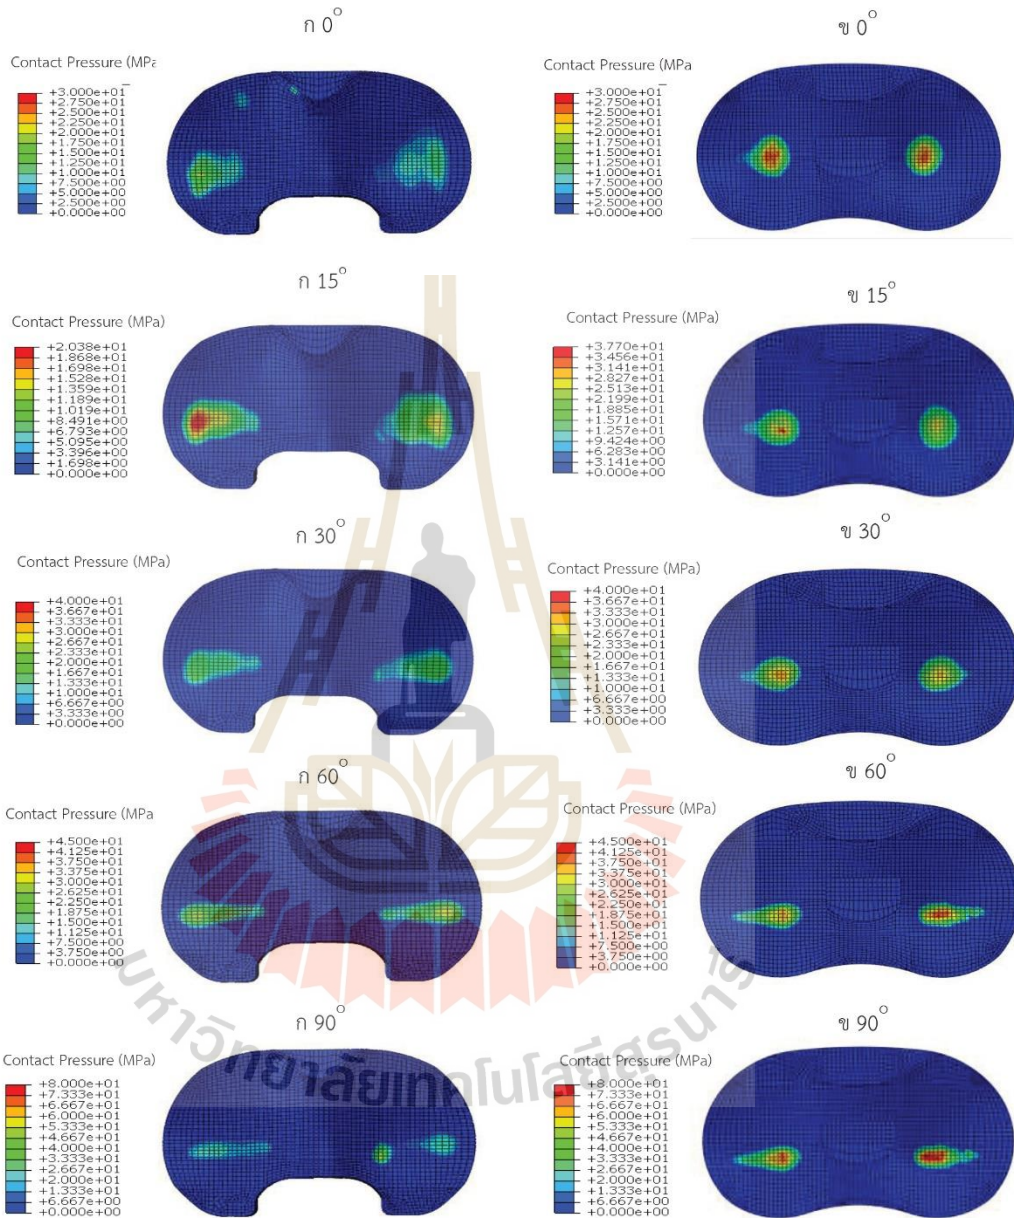 ก 0°
Contact Pressure (MPa
+3.000e+01
+2.750e+01
+2.500e+01
+2.250e+01
+2.000e+01
+1.750e+01
+1.500e+01
+1.250e+01
+1.000e+01
+7.500e+00
+5.000e+00
+2.500e+00
+0.000e+00
ข 0°
Contact Pressure (MPa
+3.000e+01
+2.750e+01
+2.500e+01
+2.250e+01
+2.000e+01
+1.750e+01
+1.500e+01
+1.250e+01
+1.000e+01
+7.500e+00
+5.000e+00
+2.500e+00
+0.000e+00
ก 15°
Contact Pressure (MPa)
+2.038e+01
+1.868e+01
+1.698e+01
+1.528e+01
+1.359e+01
+1.189e+01
+1.019e+01
+8.491e+00
+6.793e+00
+5.095e+00
+3.396e+00
+1.698e+00
+0.000e+00
ข 15°
Contact Pressure (MPa)
+3.770e+01
+3.456e+01
+3.141e+01
+2.827e+01
+2.513e+01
+2.199e+01
+1.885e+01
+1.571e+01
+1.257e+01
+9.424e+00
+6.283e+00
+3.141e+00
+0.000e+00
ก 30°
Contact Pressure (MPa)
+4.000e+01
+3.667e+01
+3.333e+01
+3.000e+01
+2.667e+01
+2.333e+01
+2.000e+01
+1.667e+01
+1.333e+01
+1.000e+01
+6.667e+00
+3.333e+00
+0.000e+00
ข 30°
Contact Pressure (MPa)
+4.000e+01
+3.667e+01
+3.333e+01
+3.000e+01
+2.667e+01
+2.333e+01
+2.000e+01
+1.667e+01
+1.333e+01
+1.000e+01
+6.667e+00
+3.333e+00
+0.000e+00
ก 60°
Contact Pressure (MPa
+4.500e+01
+4.125e+01
+3.750e+01
+3.375e+01
+3.000e+01
+2.625e+01
+2.250e+01
+1.875e+01
+1.500e+01
+1.125e+01
+7.500e+00
+3.750e+00
+0.000e+00
ข 60°
Contact Pressure (MPa)
+4.500e+01
+4.125e+01
+3.750e+01
+3.375e+01
+3.000e+01
+2.625e+01
+2.250e+01
+1.875e+01
+1.500e+01
+1.125e+01
+7.500e+00
+3.750e+00
+0.000e+00
ก 90°
Contact Pressure (MPa)
+8.000e+01
+7.333e+01
+6.667e+01
+6.000e+01
+5.333e+01
+4.667e+01
+4.000e+01
+3.333e+01
+2.667e+01
+2.000e+01
+1.333e+01
+6.667e+00
+0.000e+00
ข 90°
Contact Pressure (MPa)
+8.000e+01
+7.333e+01
+6.667e+01
+6.000e+01
+5.333e+01
+4.667e+01
+4.000e+01
+3.333e+01
+2.667e+01
+2.000e+01
+1.333e+01
+6.667e+00
+0.000e+00
มหาวิทยาลัยเทคโนโลยีสุรนารี